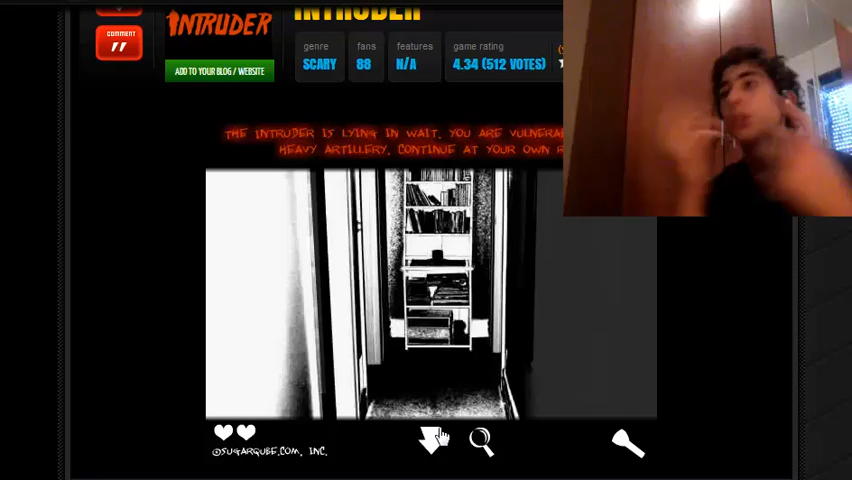 INTRUDER
COMMENT
INTRUDER
genre
fans
features
game rating
SCARY
88
N/A
4.34 (512 VOTES)
ADD TO YOUR BLOG / WEBSITE
THE INTRUDER IS LYING IN WAIT. YOU ARE
HEAVY ARTILLERY. CONTINUE AT YOUR OWN
@SUGARQUBE.COM, INC.